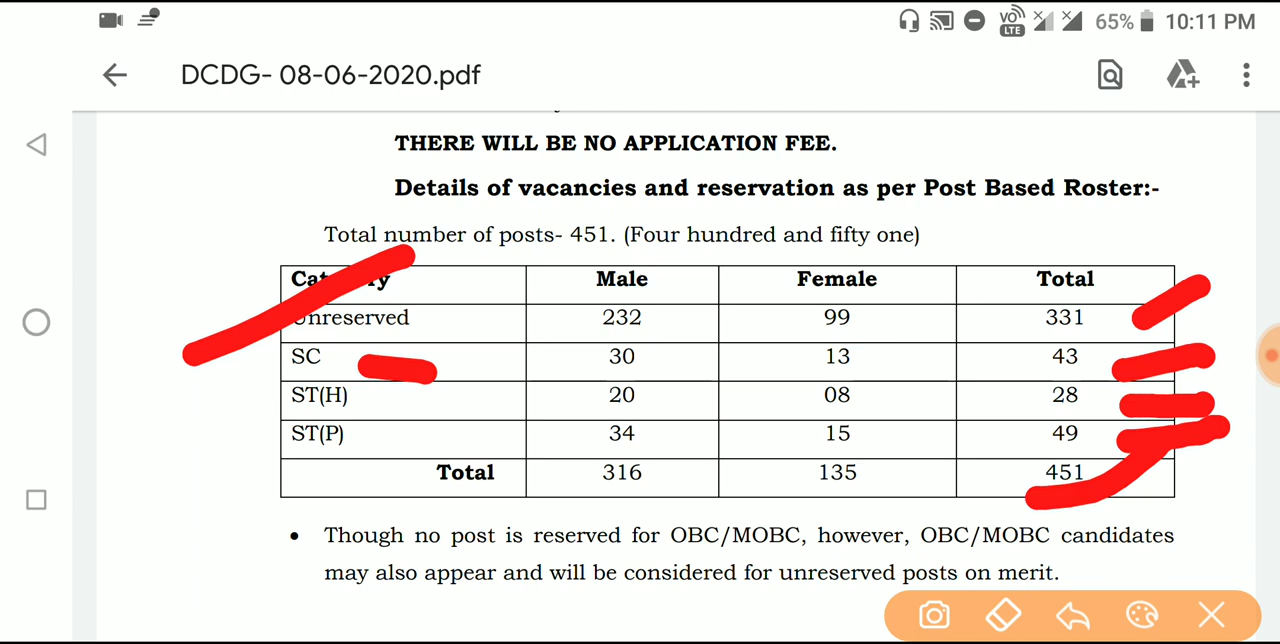 VO
LTE
65%
10:11 PM
DCDG- 08-06-2020.pdf
THERE WILL BE NO APPLICATION FEE.
Details of vacancies and reservation as per Post Based Roster:-
Total number of posts- 451. (Four hundred and fifty one)
Male Female Total
Unreserved 232 99 331
SC 30 13 43
ST(H) 20 08 28
ST(P) 34 15 49
Total 316 135 451
• Though no post is reserved for OBC/MOBC, however, OBC/MOBC candidates
may also appear and will be considered for unreserved posts on merit.